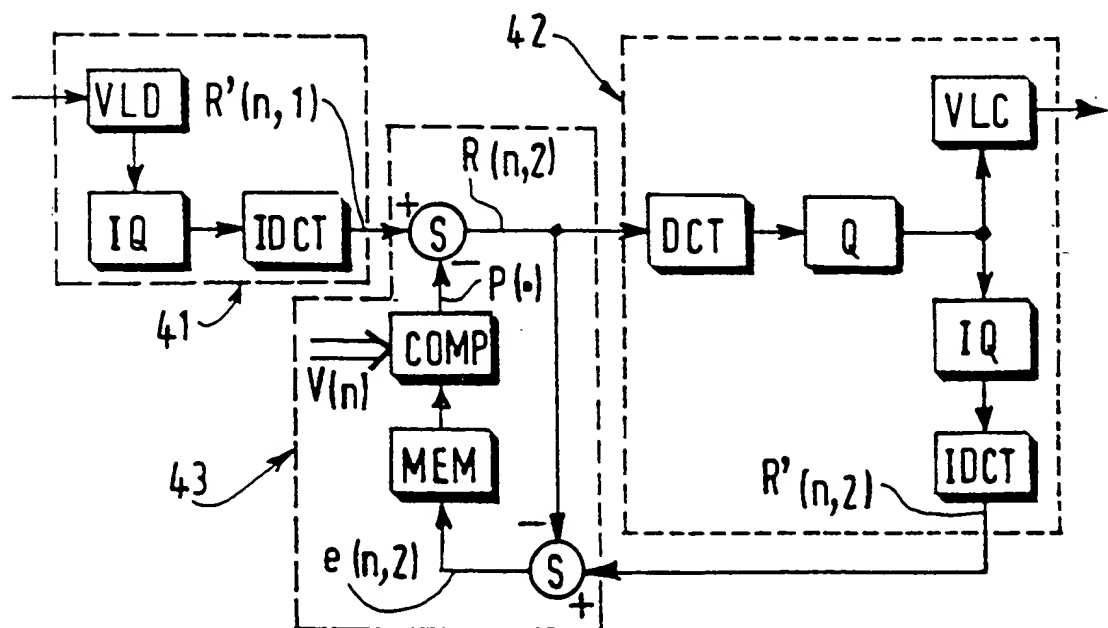 42
VLD
R'(n,1)
VLC
R(n,2)
+
S
−
IQ
IDCT
DCT
Q
P(•)
41
COMP
V(n)
IQ
MEM
IDCT
43
R'(n,2)
−
e(n,2)
S
+